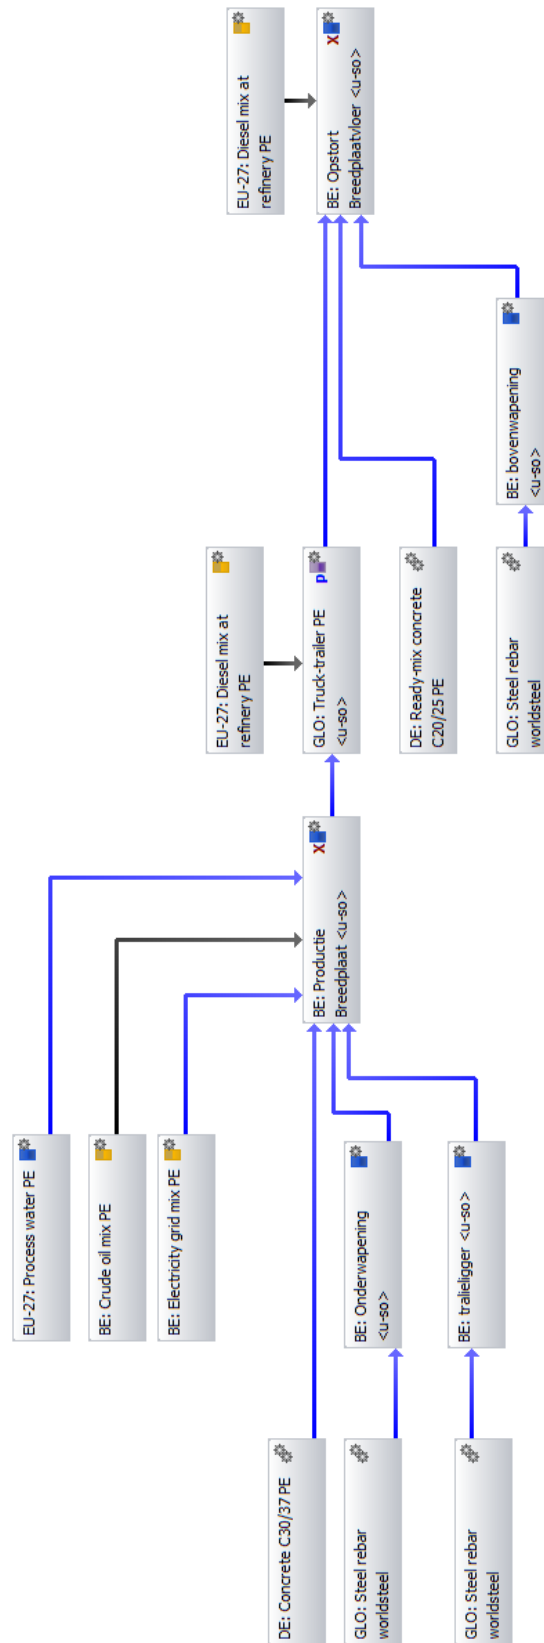 EU-27: Process water PE
BE: Crude oil mix PE
BE: Electricity grid mix PE
EU-27: Diesel mix at
refinery PE
EU-27: Diesel mix at
refinery PE
DE: Concrete C30/37 PE
BE: Productie X
Breedplaat <u-so>
GLO: Truck-trailer PE p
<u-so>
BE: Opstort X
Breedplaatvloer <u-so>
GLO: Steel rebar
worldsteel
BE: Onderwapening
<u-so>
DE: Ready-mix concrete
C20/25 PE
GLO: Steel rebar
worldsteel
BE: tralieligger <u-so>
GLO: Steel rebar
worldsteel
BE: bovenwapening
<u-so>